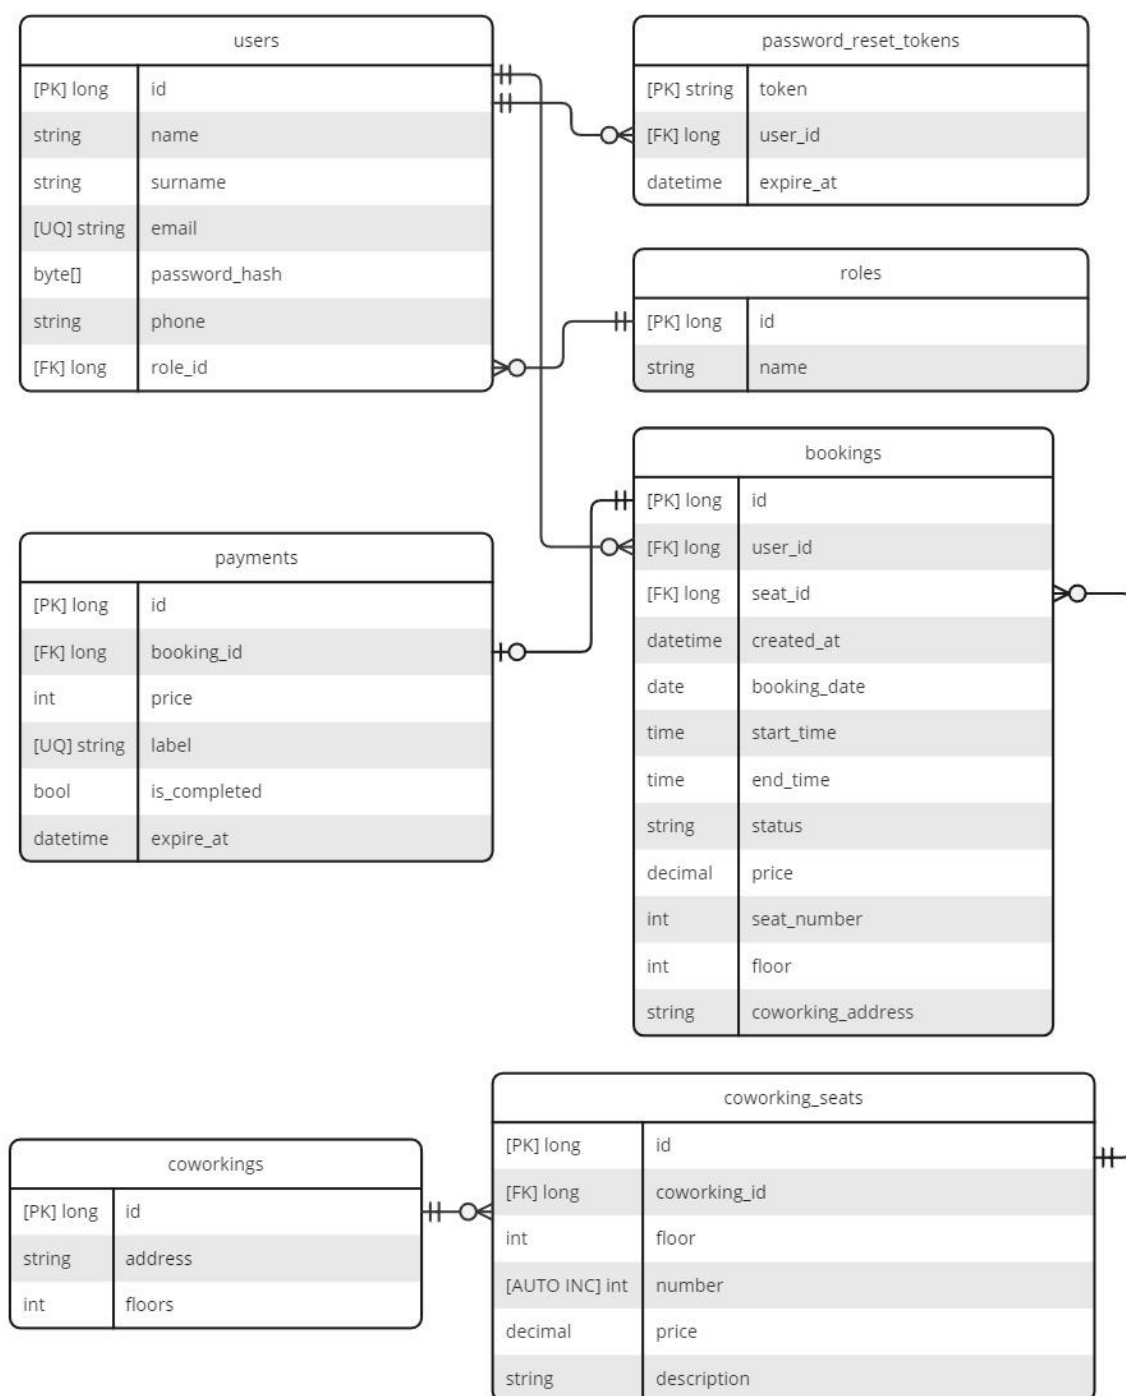 users
[PK] long id
string name
string surname
[UQ] string email
byte[] password_hash
string phone
[FK] long role_id
password_reset_tokens
[PK] string token
[FK] long user_id
datetime expire_at
roles
[PK] long id
string name
bookings
[PK] long id
[FK] long user_id
[FK] long seat_id
datetime created_at
date booking_date
time start_time
time end_time
string status
decimal price
int seat_number
int floor
string coworking_address
payments
[PK] long id
[FK] long booking_id
int price
[UQ] string label
bool is_completed
datetime expire_at
coworking_seats
[PK] long id
[FK] long coworking_id
int floor
[AUTO INC] int number
decimal price
string description
coworkings
[PK] long id
string address
int floors